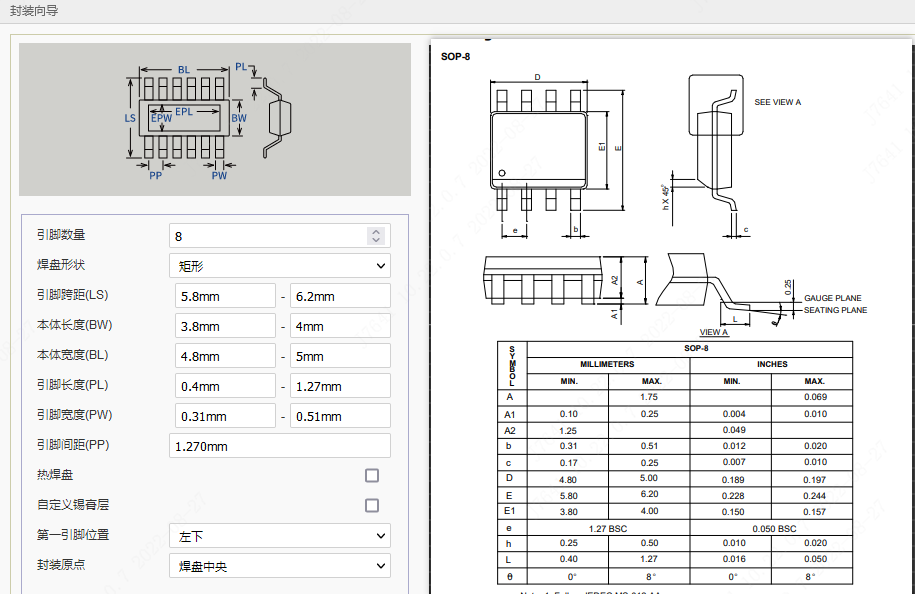 封装向导
BL
PL
LS
EPL
EPW
BW
PP
PW
引脚数量
8
焊盘形状
矩形
引脚跨距(LS)
5.8mm - 6.2mm
本体长度(BW)
3.8mm - 4mm
本体宽度(BL)
4.8mm - 5mm
引脚长度(PL)
0.4mm - 1.27mm
引脚宽度(PW)
0.31mm - 0.51mm
引脚间距(PP)
1.270mm
热焊盘
自定义锡膏层
第一引脚位置
左下
封装原点
焊盘中央
SOP-8
D
SEE VIEW A
E1
E
h X 45°
e
b
c
A2
A
A1
0.25
GAUGE PLANE
SEATING PLANE
L
θ
VIEW A
SYMBOL SOP-8
MILLIMETERS INCHES
MIN. MAX. MIN. MAX.
A 1.75 0.069
A1 0.10 0.25 0.004 0.010
A2 1.25 0.049
b 0.31 0.51 0.012 0.020
c 0.17 0.25 0.007 0.010
D 4.80 5.00 0.189 0.197
E 5.80 6.20 0.228 0.244
E1 3.80 4.00 0.150 0.157
e 1.27 BSC 0.050 BSC
h 0.25 0.50 0.010 0.020
L 0.40 1.27 0.016 0.050
θ 0° 8° 0° 8°